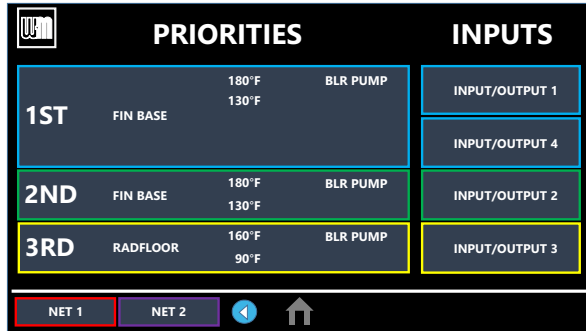 WM
PRIORITIES
INPUTS
1ST
FIN BASE
180°F
130°F
BLR PUMP
INPUT/OUTPUT 1
INPUT/OUTPUT 4
2ND
FIN BASE
180°F
130°F
BLR PUMP
INPUT/OUTPUT 2
3RD
RADFLOOR
160°F
90°F
BLR PUMP
INPUT/OUTPUT 3
NET 1
NET 2